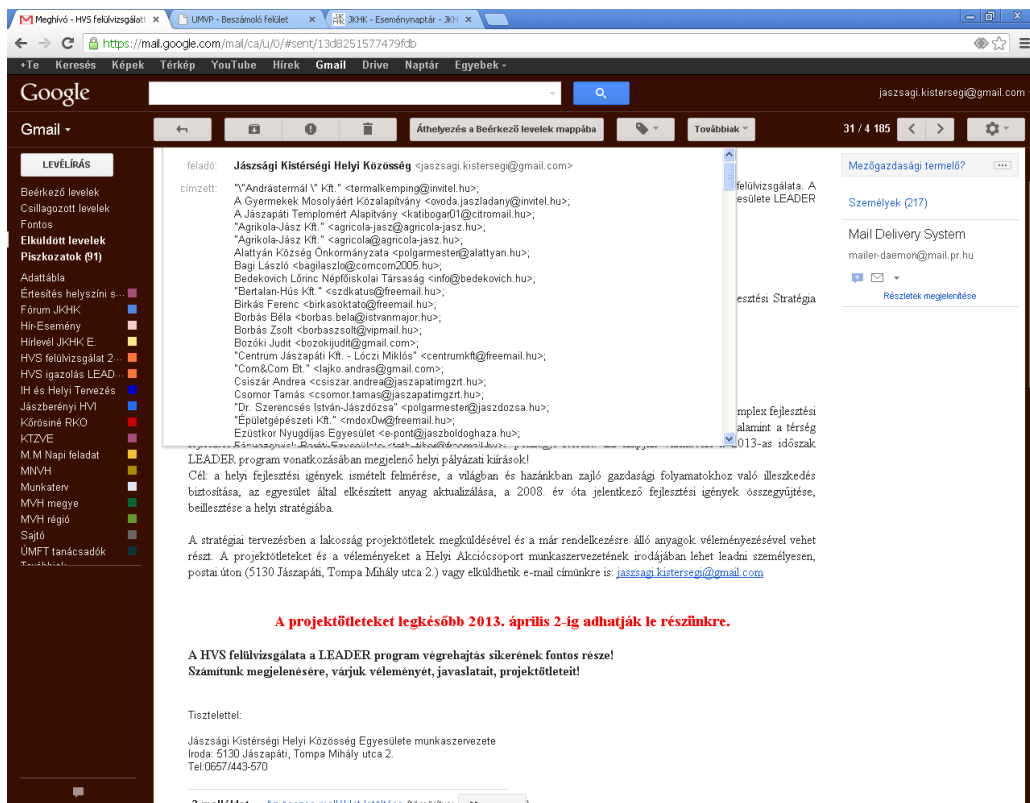 Meghívó - HVS felülvizsgálatt
UMVP - Beszámoló felület
JKHK - Eseménynaptár - JKH
https://mail.google.com/mail/ca/u/0/#sent/13d8251577479fdb
+Te Keresés Képek Térkép YouTube Hírek Gmail Drive Naptár Egyebek
Google
jaszsagi.kistersegi@gmail.com
Gmail
Áthelyezés a Beérkező levelek mappába
Továbbiak
31 / 4 185
LEVÉLÍRÁS
Beérkező levelek
Csillagozott levelek
Fontos
Elküldött levelek
Piszkozatok (91)
Adattábla
Értesítés helyszíni s...
Fórum JKHK
Hír-Esemény
Hírlevél JKHK E.
HVS felülvizsgálat 2...
HVS igazolás LEAD...
IH és Helyi Tervezés
Jászberényi HVI
Kőrösiné RKO
KTZVE
M.M Napi feladat
MNVH
Munkaterv
MVH megye
MVH régió
Sajtó
ÚMFT tanácsadók
feladó: Jászsági Kistérségi Helyi Közösség <jaszsagi.kistersegi@gmail.com>
címzett: "\"Andrástermál \" Kft." <termalkemping@invitel.hu>;
A Gyermekek Mosolyáért Közalapítvány <ovoda.jaszladany@invitel.hu>;
A Jászapáti Templomért Alapítvány <katibogar01@citromail.hu>;
"Agrikola-Jász Kft." <agricola-jasz@agricola-jasz.hu>;
"Agrikola-Jász Kft." <agricola@agricola-jasz.hu>;
Alattyán Község Önkormányzata <polgarmester@alattyan.hu>;
Bagi László <bagilaszlo@comcom2005.hu>;
Bedekovich Lőrinc Népfőiskolai Társaság <info@bedekovich.hu>;
"Bertalan-Hús Kft." <szdkatus@freemail.hu>;
Birkás Ferenc <birkasoktato@freemail.hu>;
Borbás Béla <borbas.bela@istvanmajor.hu>;
Borbás Zsolt <borbaszsolt@vipmail.hu>;
Bozóki Judit <bozokijudit@gmail.com>;
"Centrum Jászapáti Kft. - Lóczi Miklós" <centrumkft@freemail.hu>;
"Com&Com Bt." <lajko.andras@gmail.com>;
Csiszár Andrea <csiszar.andrea@jaszapatimgzrt.hu>;
Csomor Tamás <csomor.tamas@jaszapatimgzrt.hu>;
"Dr. Szerencsés István-Jászdózsa" <polgarmester@jaszdozsa.hu>;
"Épületgépészeti Kft." <mdox0w@freemail.hu>;
Ezüstkor Nyugdíjas Egyesület <e-pont@jaszboldoghaza.hu>;
felülvizsgálata. A
esülete LEADER
esztési Stratégia
mplex fejlesztési
alamint a térség
2013-as időszak
LEADER program vonatkozásában megjelenő helyi pályázati kiírások!
Cél: a helyi fejlesztési igények ismételt felmérése, a világban és hazánkban zajló gazdasági folyamatokhoz való illeszkedés
biztosítása, az egyesület által elkészített anyag aktualizálása, a 2008. év óta jelentkező fejlesztési igények összegyűjtése,
beillesztése a helyi stratégiába.
A stratégiai tervezésben a lakosság projektötletek megküldésével és a már rendelkezésre álló anyagok véleményezésével vehet
részt. A projektötleteket és a véleményeket a Helyi Akciócsoport munkaszervezetének irodájában lehet leadni személyesen,
postai úton (5130 Jászapáti, Tompa Mihály utca 2.) vagy elküldhetik e-mail címünkre is: jaszsagi.kistersegi@gmail.com
A projektötleteket legkésőbb 2013. április 2-ig adhatják le részünkre.
A HVS felülvizsgálata a LEADER program végrehajtás sikerének fontos része!
Számítunk megjelenésére, várjuk véleményét, javaslatait, projektötleteit!
Tisztelettel:
Jászsági Kistérségi Helyi Közösség Egyesülete munkaszervezete
Iroda: 5130 Jászapáti, Tompa Mihály utca 2.
Tel:0657/443-570
Mezőgazdasági termelő?
Személyek (217)
Mail Delivery System
mailer-daemon@mail.pr.hu
Részletek megjelenítése